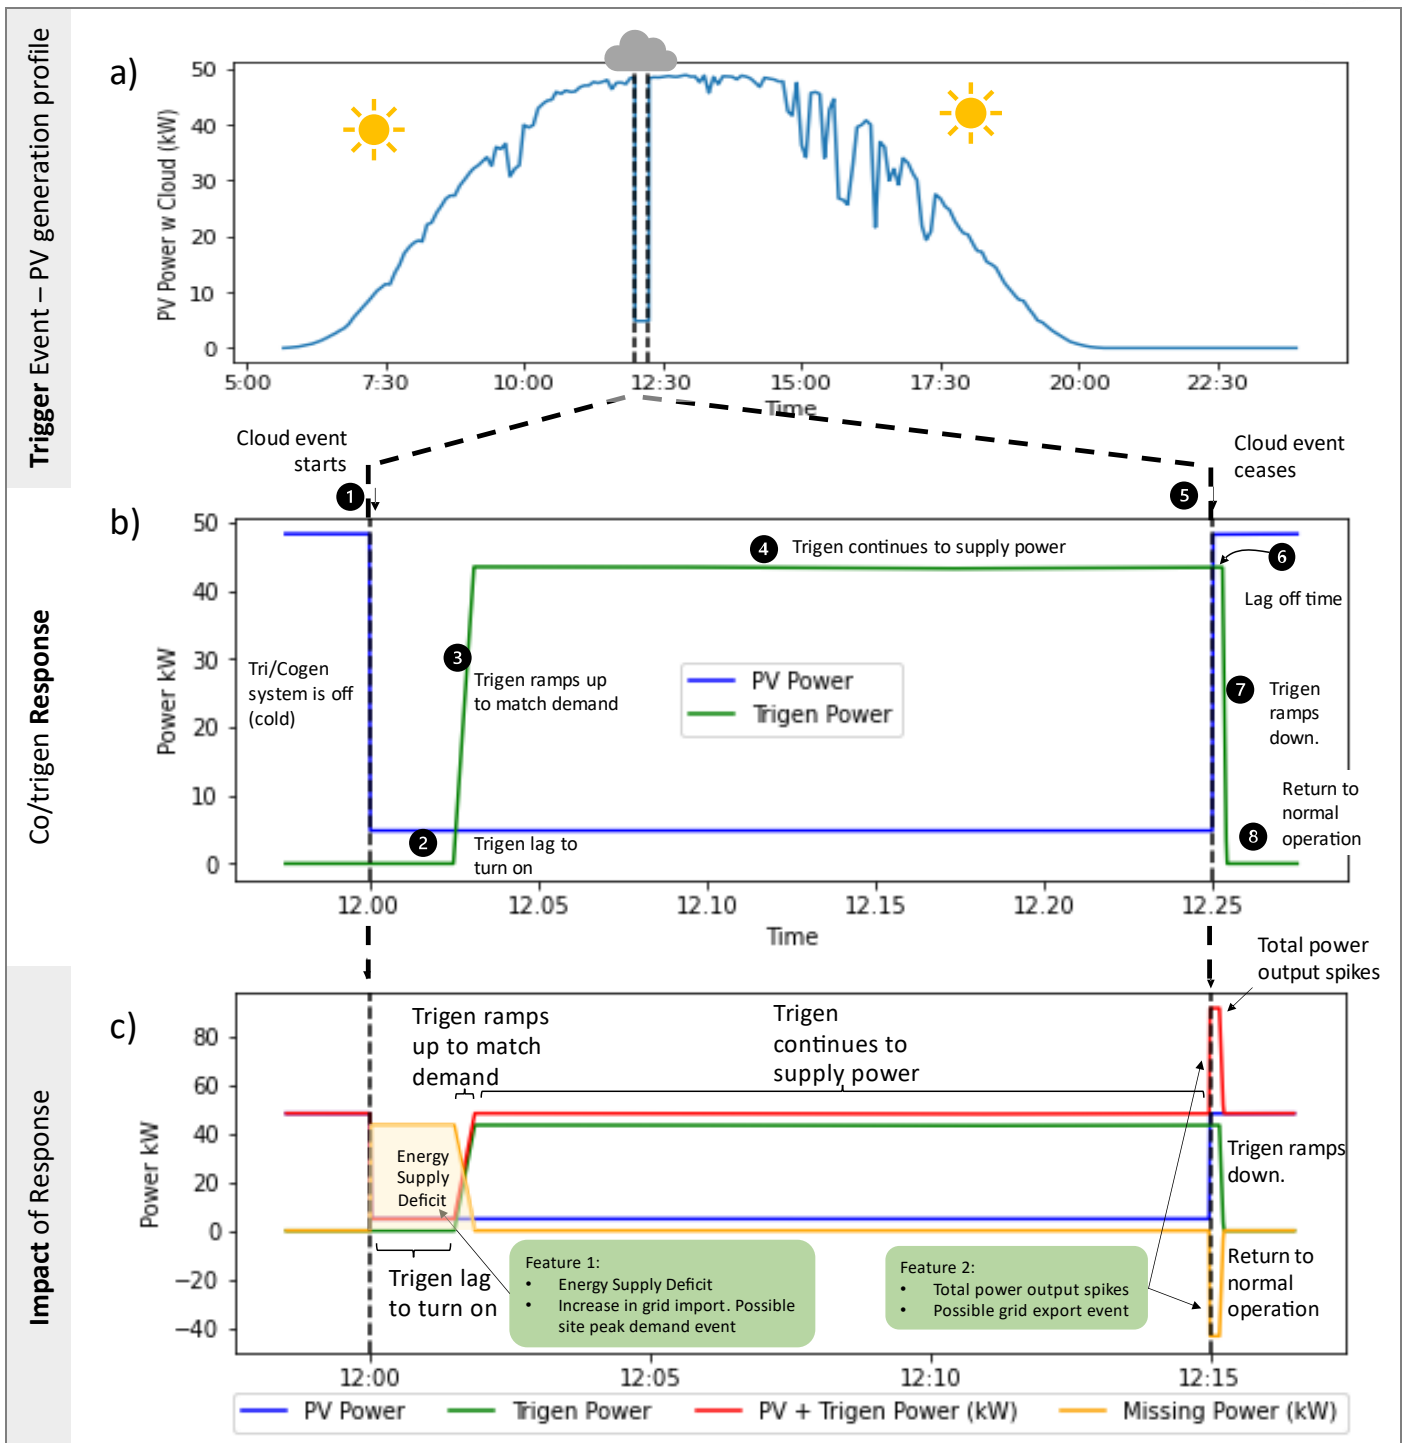 Trigger Event – PV generation profile
a)
PV Power w Cloud (kW)
50
40
30
20
10
0
5:00
7:30
10:00
12:30
15:00
17:30
20:00
22:30
Time
Cloud event
starts
Cloud event
ceases
1
5
Co/trigen Response
b)
Power kW
50
40
30
20
10
0
4
Trigen continues to supply power
6
Lag off time
Tri/Cogen
system is off
(cold)
3
Trigen ramps up
to match demand
PV Power
Trigen Power
7
Trigen
ramps
down.
2
Trigen lag to
turn on
8
Return to
normal
operation
12.00
12.05
12.10
12.15
12.20
12.25
Time
Total power
output spikes
Impact of Response
c)
Power kW
80
60
40
20
0
−20
−40
Trigen ramps
up to match
demand
Trigen
continues to
supply power
Energy
Supply
Deficit
Trigen ramps
down.
Trigen lag
to turn on
Feature 1:
• Energy Supply Deficit
• Increase in grid import. Possible
site peak demand event
Feature 2:
• Total power output spikes
• Possible grid export event
Return to
normal
operation
12:00
12:05
12:10
12:15
PV Power
Trigen Power
PV + Trigen Power (kW)
Missing Power (kW)